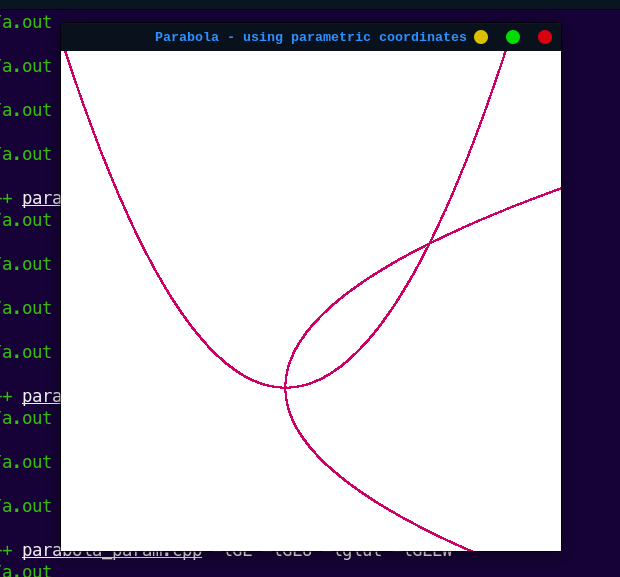 /a.out
Parabola - using parametric coordinates
/a.out
/a.out
/a.out
++ para
/a.out
/a.out
/a.out
/a.out
++ para
/a.out
/a.out
/a.out
++ parabola_param.cpp -lGL -lGLU -lglut -lGLEW
/a.out